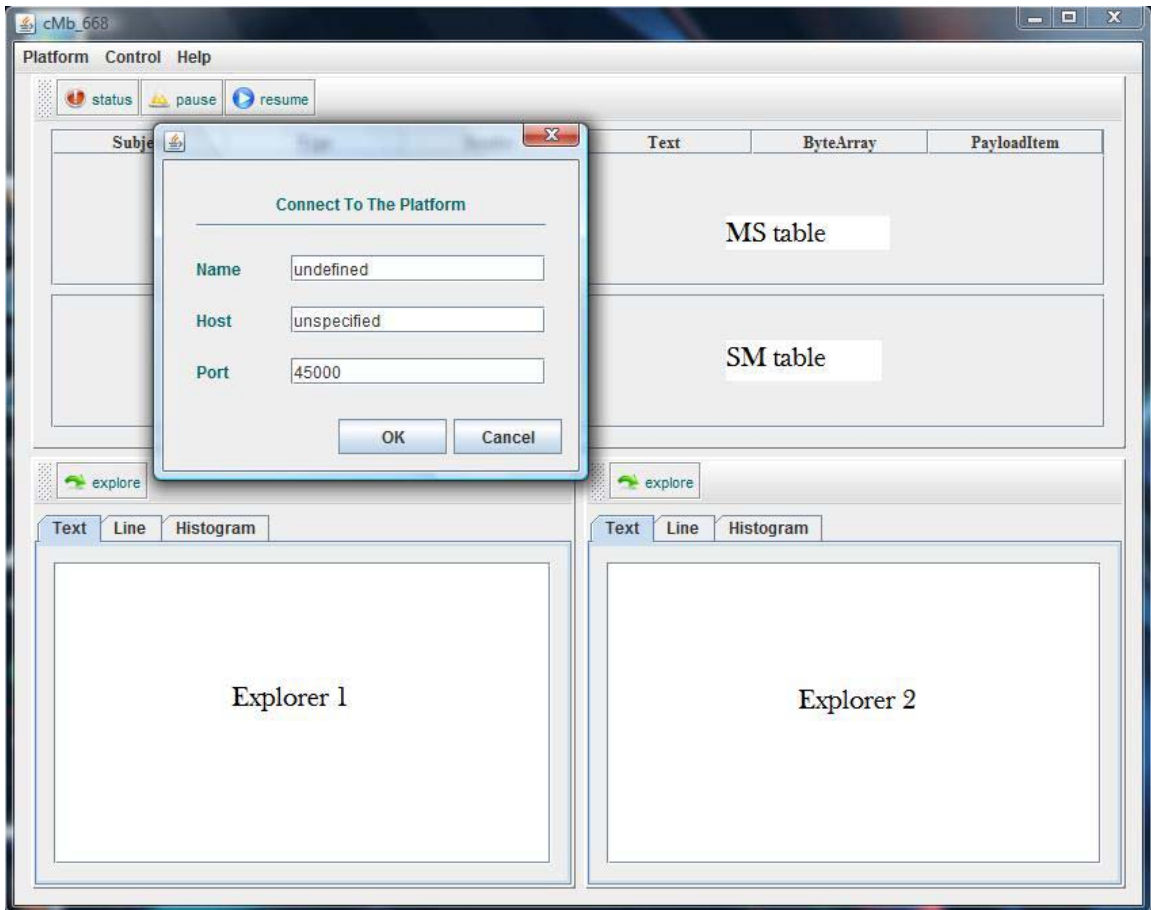 cMb_668
Platform Control Help
status pause resume
Text ByteArray PayloadItem
Connect To The Platform
Name undefined
Host unspecified
Port 45000
OK Cancel
MS table
SM table
explore
Text Line Histogram
Explorer 1
explore
Text Line Histogram
Explorer 2